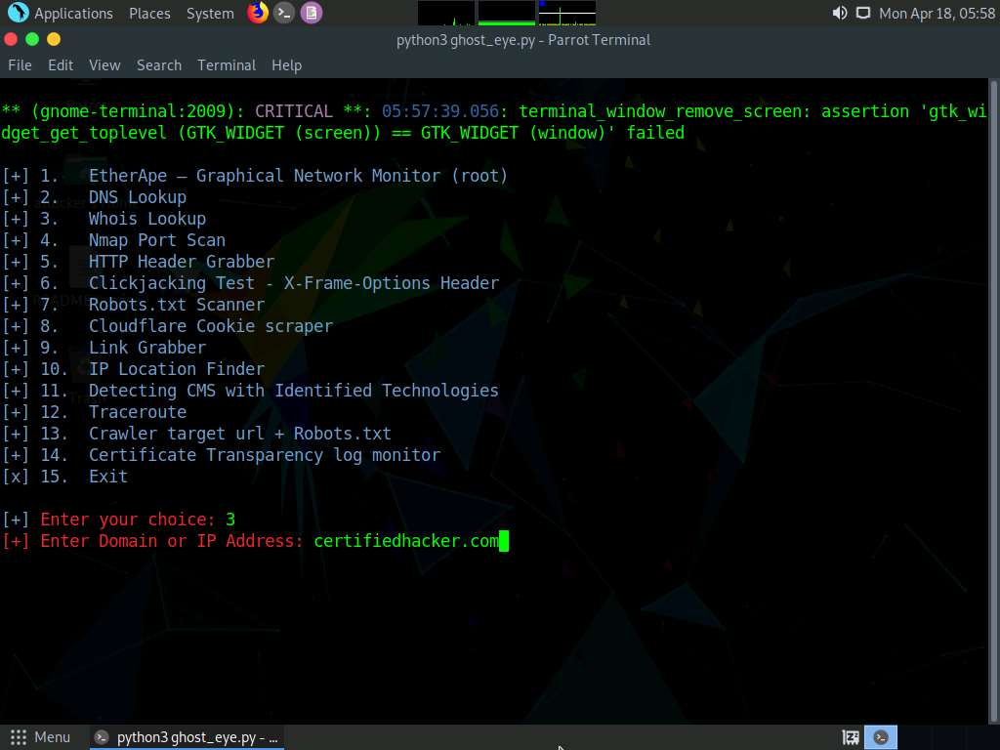 Applications Places System Mon Apr 18, 05:58
python3 ghost_eye.py - Parrot Terminal
File Edit View Search Terminal Help
** (gnome-terminal:2009): CRITICAL **: 05:57:39.056: terminal_window_remove_screen: assertion 'gtk_wi
dget_get_toplevel (GTK_WIDGET (screen)) == GTK_WIDGET (window)' failed
[+] 1. EtherApe – Graphical Network Monitor (root)
[+] 2. DNS Lookup
[+] 3. Whois Lookup
[+] 4. Nmap Port Scan
[+] 5. HTTP Header Grabber
[+] 6. Clickjacking Test - X-Frame-Options Header
[+] 7. Robots.txt Scanner
[+] 8. Cloudflare Cookie scraper
[+] 9. Link Grabber
[+] 10. IP Location Finder
[+] 11. Detecting CMS with Identified Technologies
[+] 12. Traceroute
[+] 13. Crawler target url + Robots.txt
[+] 14. Certificate Transparency log monitor
[x] 15. Exit
[+] Enter your choice: 3
[+] Enter Domain or IP Address: certifiedhacker.com
Menu python3 ghost_eye.py - ...